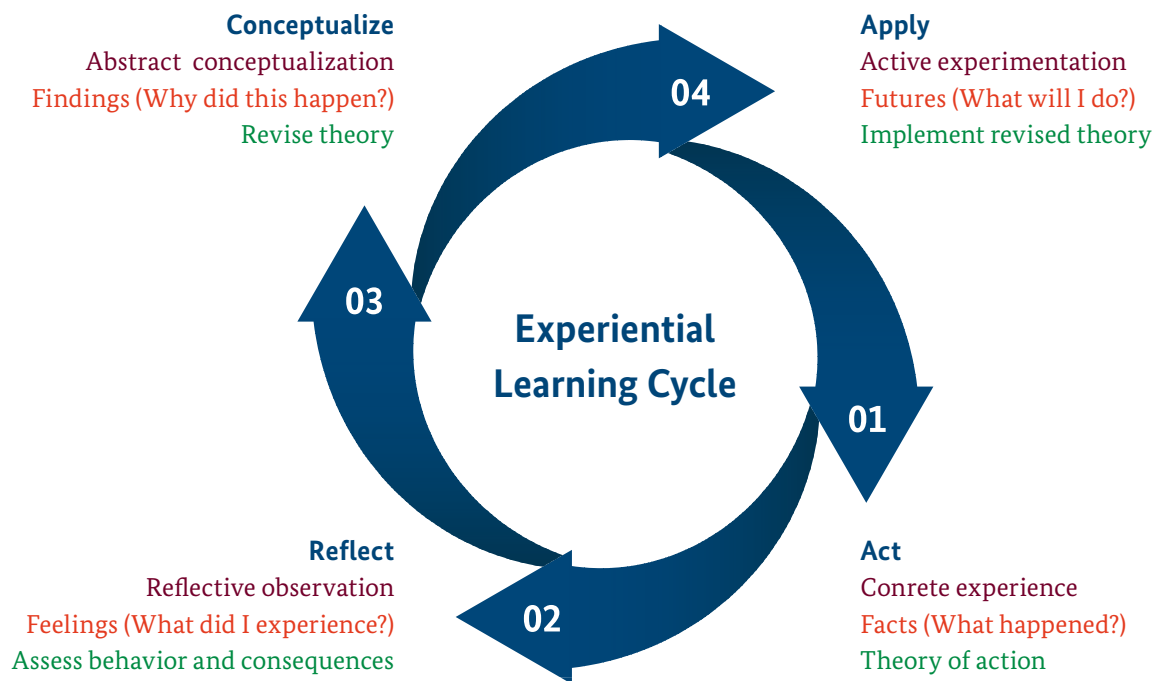 Conceptualize
Abstract conceptualization
Findings (Why did this happen?)
Revise theory
04
Apply
Active experimentation
Futures (What will I do?)
Implement revised theory
03
Experiential
Learning Cycle
01
Reflect
Reflective observation
Feelings (What did I experience?)
Assess behavior and consequences
02
Act
Conrete experience
Facts (What happened?)
Theory of action